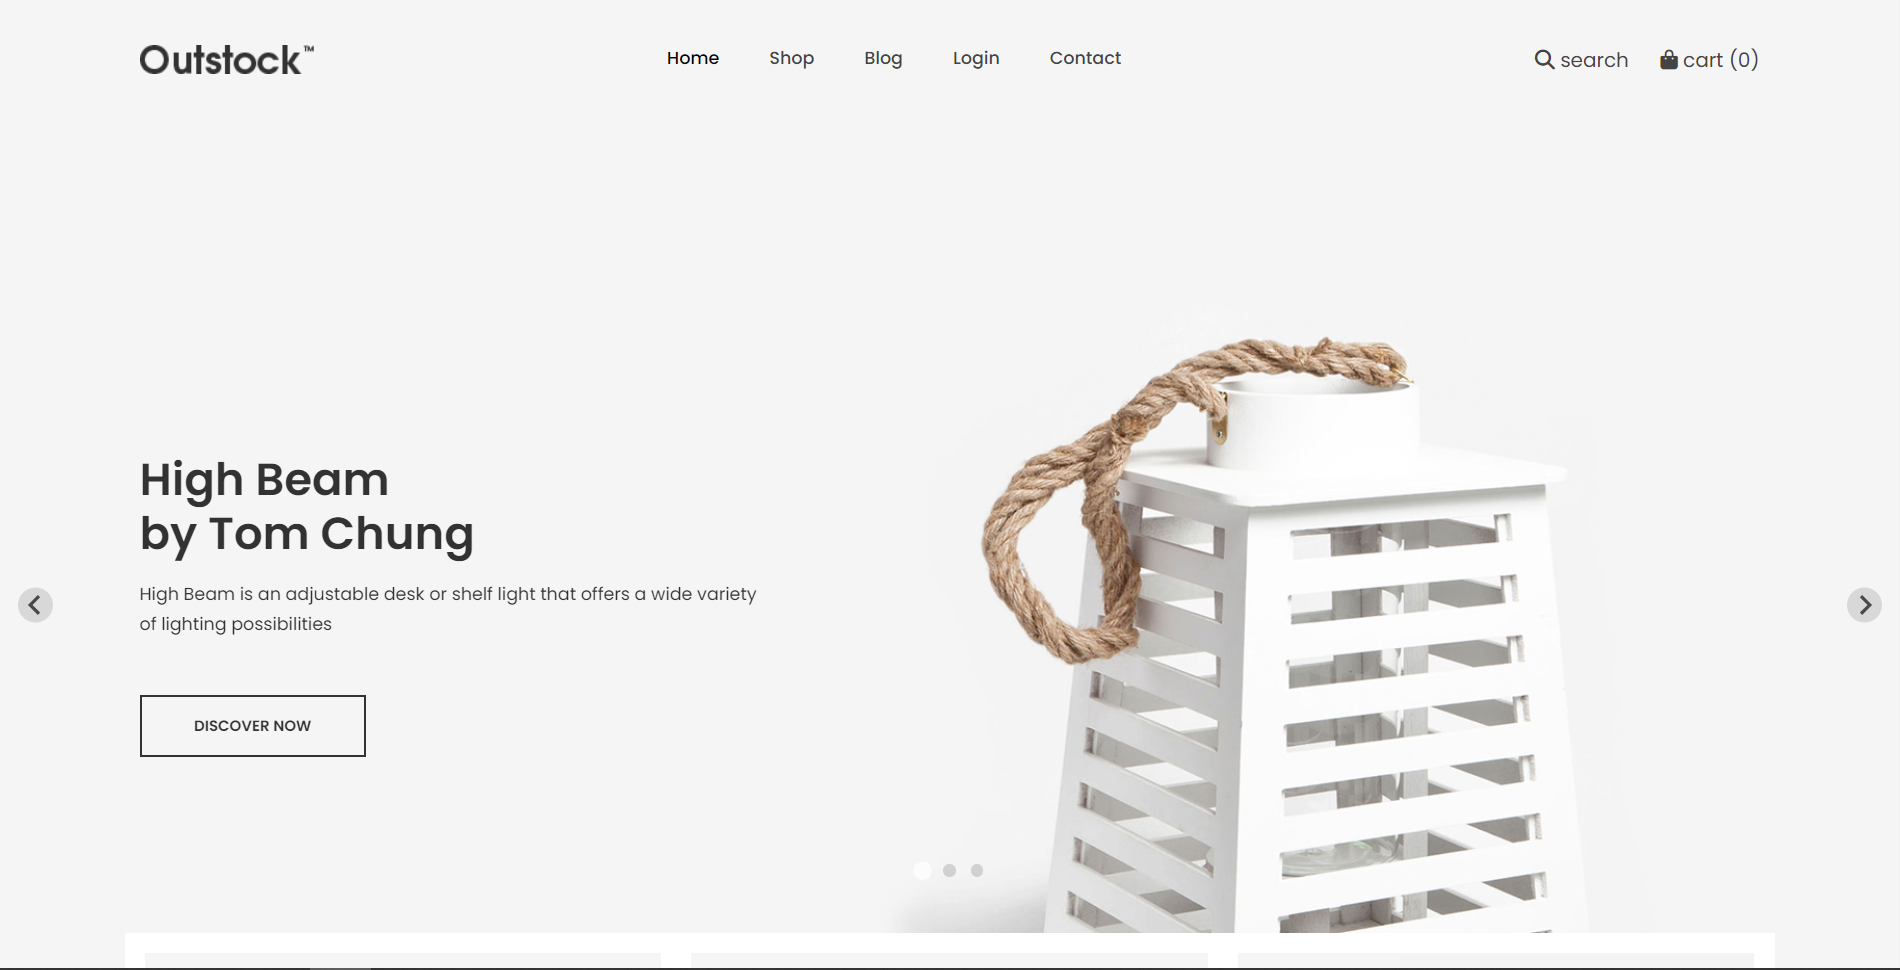 Outstock™
Home Shop Blog Login Contact
search cart (0)
High Beam
by Tom Chung
High Beam is an adjustable desk or shelf light that offers a wide variety
of lighting possibilities
DISCOVER NOW